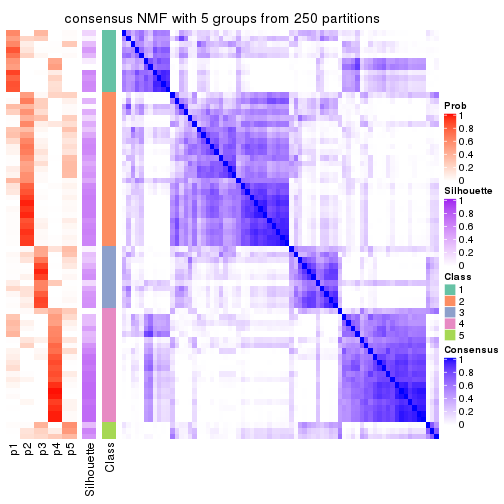 consensus NMF with 5 groups from 250 partitions
Prob
1
0.8
0.6
0.4
0.2
0
Silhouette
1
0.8
0.6
0.4
0.2
0
Class
1
2
3
4
5
Consensus
1
0.8
0.6
0.4
0.2
0
p1
p2
p3
p4
p5
Silhouette
Class